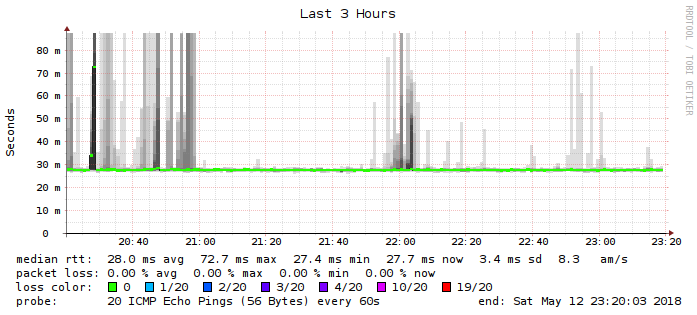 Last 3 Hours
RRDTOOL / TOBI OETIKER
Seconds
80 m
70 m
60 m
50 m
40 m
30 m
20 m
10 m
0
20:40 21:00 21:20 21:40 22:00 22:20 22:40 23:00 23:20
median rtt: 28.0 ms avg 72.7 ms max 27.4 ms min 27.7 ms now 3.4 ms sd 8.3 am/s
packet loss: 0.00 % avg 0.00 % max 0.00 % min 0.00 % now
loss color: 0 1/20 2/20 3/20 4/20 10/20 19/20
probe: 20 ICMP Echo Pings (56 Bytes) every 60s end: Sat May 12 23:20:03 2018